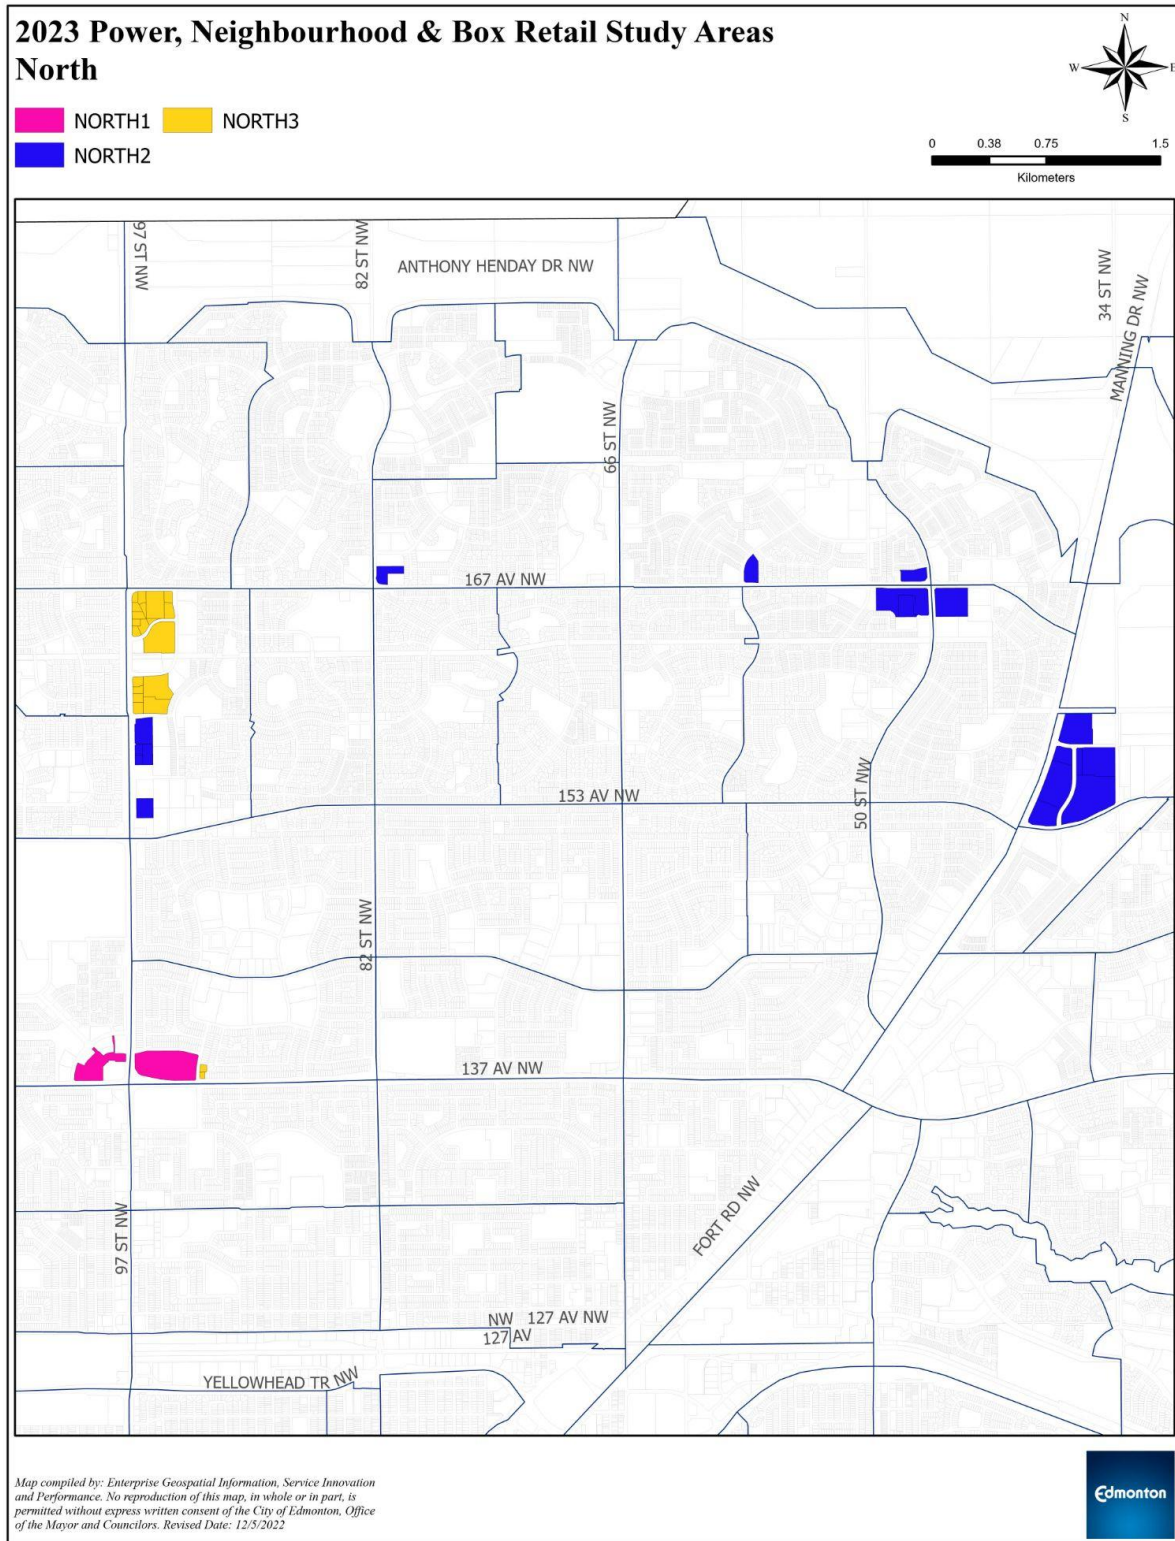 2023 Power, Neighbourhood & Box Retail Study Areas
North
N
W
E
S
NORTH1
NORTH3
NORTH2
0 0.38 0.75 1.5
Kilometers
97 ST NW
82 ST NW
ANTHONY HENDAY DR NW
34 ST NW
MANNING DR NW
66 ST NW
167 AV NW
50 ST NW
153 AV NW
82 ST NW
137 AV NW
97 ST NW
FORT RD NW
NW 127 AV NW
127 AV
YELLOWHEAD TR NW
Map compiled by: Enterprise Geospatial Information, Service Innovation
and Performance. No reproduction of this map, in whole or in part, is
permitted without express written consent of the City of Edmonton, Office
of the Mayor and Councilors. Revised Date: 12/5/2022
Edmonton